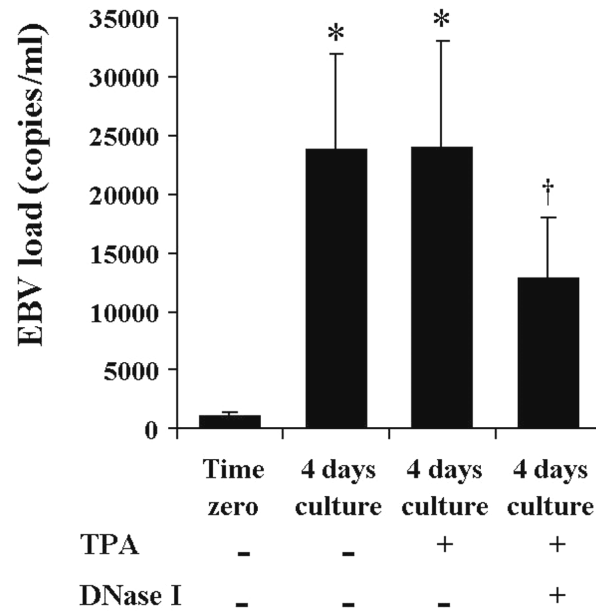 EBV load (copies/ml)
35000
30000
25000
20000
15000
10000
5000
0
* * †
Time zero
4 days culture
4 days culture
4 days culture
TPA - - + +
DNase I - - - +